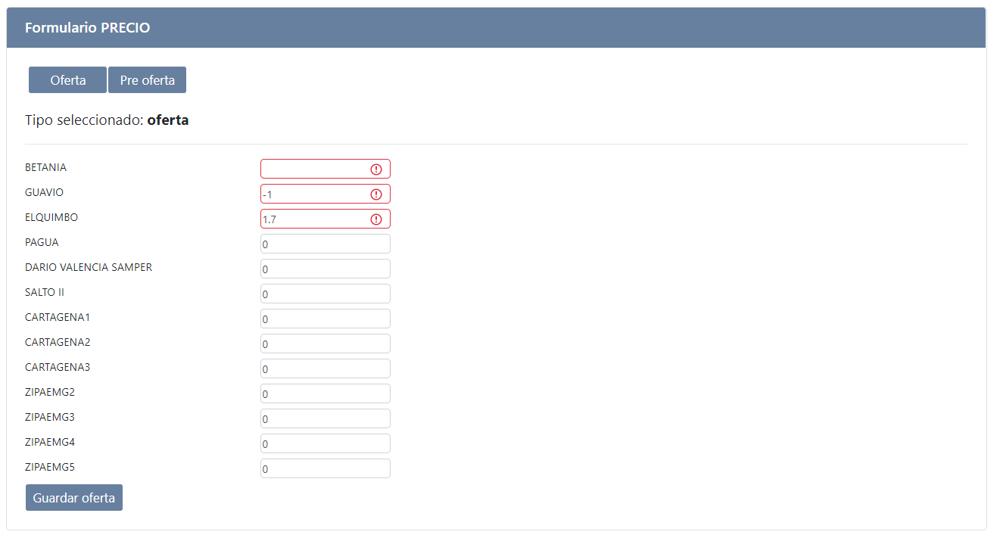 Formulario PRECIO
Oferta Pre oferta
Tipo seleccionado: oferta
BETANIA
GUAVIO -1
ELQUIMBO 1.7
PAGUA 0
DARIO VALENCIA SAMPER 0
SALTO II 0
CARTAGENA1 0
CARTAGENA2 0
CARTAGENA3 0
ZIPAEMG2 0
ZIPAEMG3 0
ZIPAEMG4 0
ZIPAEMG5 0
Guardar oferta